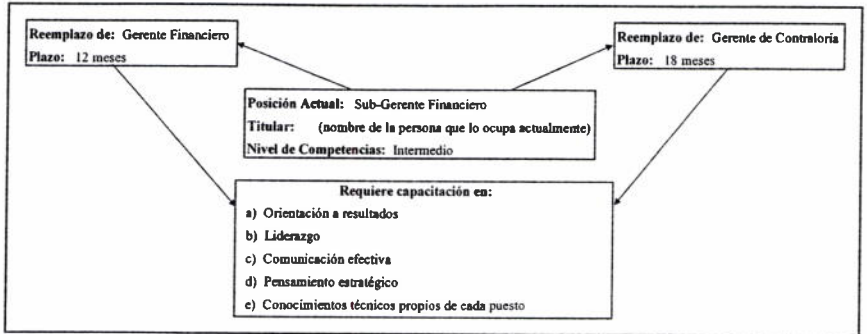 Reemplazo de: Gerente Financiero
Plazo: 12 meses
Reemplazo de: Gerente de Contraloría
Plazo: 18 meses
Posición Actual: Sub-Gerente Financiero
Titular: (nombre de la persona que lo ocupa actualmente)
Nivel de Competencias: Intermedio
Requiere capacitación en:
a) Orientación a resultados
b) Liderazgo
c) Comunicación efectiva
d) Pensamiento estratégico
e) Conocimientos técnicos propios de cada puesto